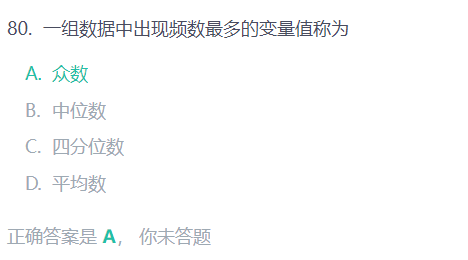 80. 一组数据中出现频数最多的变量值称为
A. 众数
B. 中位数
C. 四分位数
D. 平均数
正确答案是 A， 你未答题